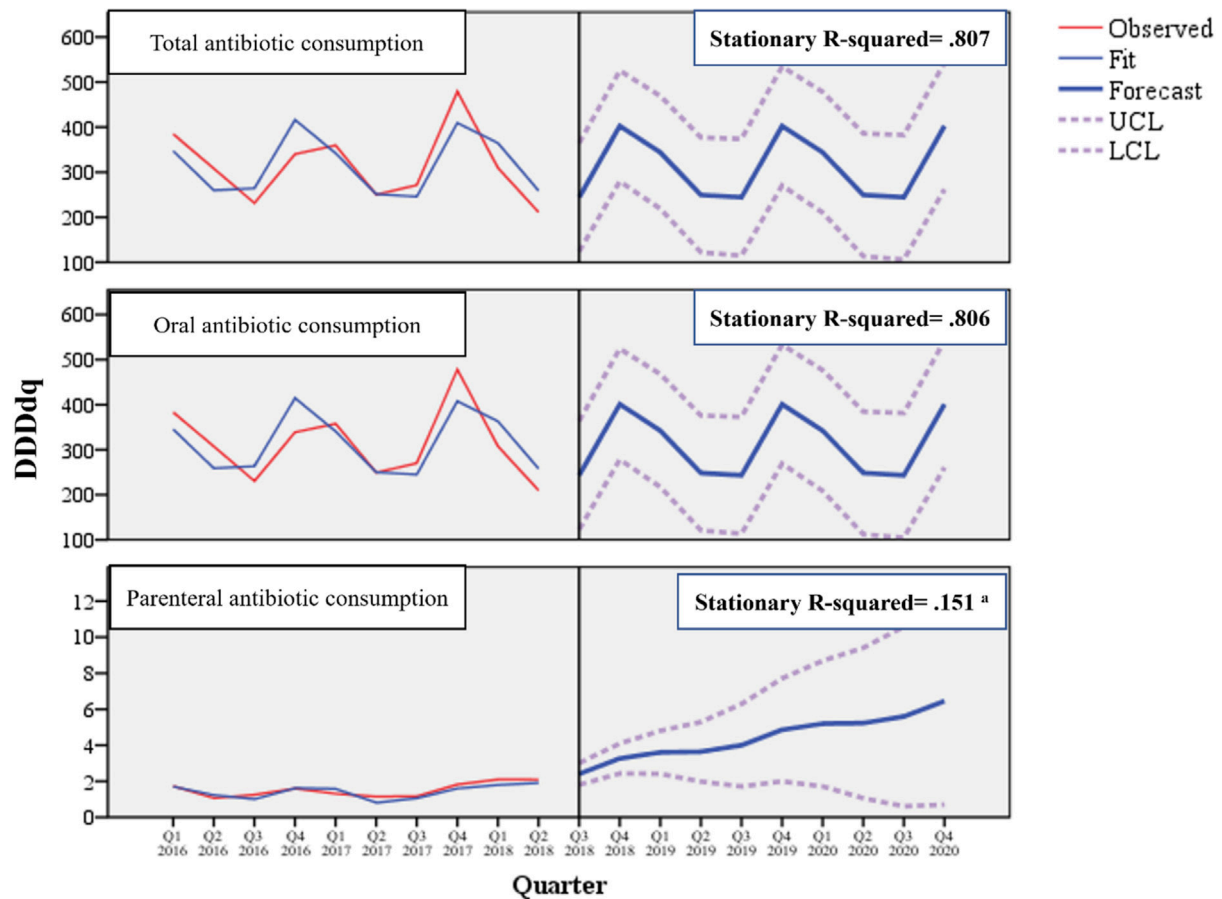 Total antibiotic consumption
Stationary R-squared= .807
600
500
400
300
200
100
Observed
Fit
Forecast
UCL
LCL
Oral antibiotic consumption
Stationary R-squared= .806
600
500
400
300
200
100
DDDdq
Parenteral antibiotic consumption
Stationary R-squared= .151 ᵃ
12
10
8
6
4
2
0
Q1 Q2 Q3 Q4 Q1 Q2 Q3 Q4 Q1 Q2 Q3 Q4 Q1 Q2 Q3 Q4 Q1 Q2 Q3 Q4
2016 2016 2016 2016 2017 2017 2017 2017 2018 2018 2018 2018 2019 2019 2019 2019 2020 2020 2020 2020
Quarter